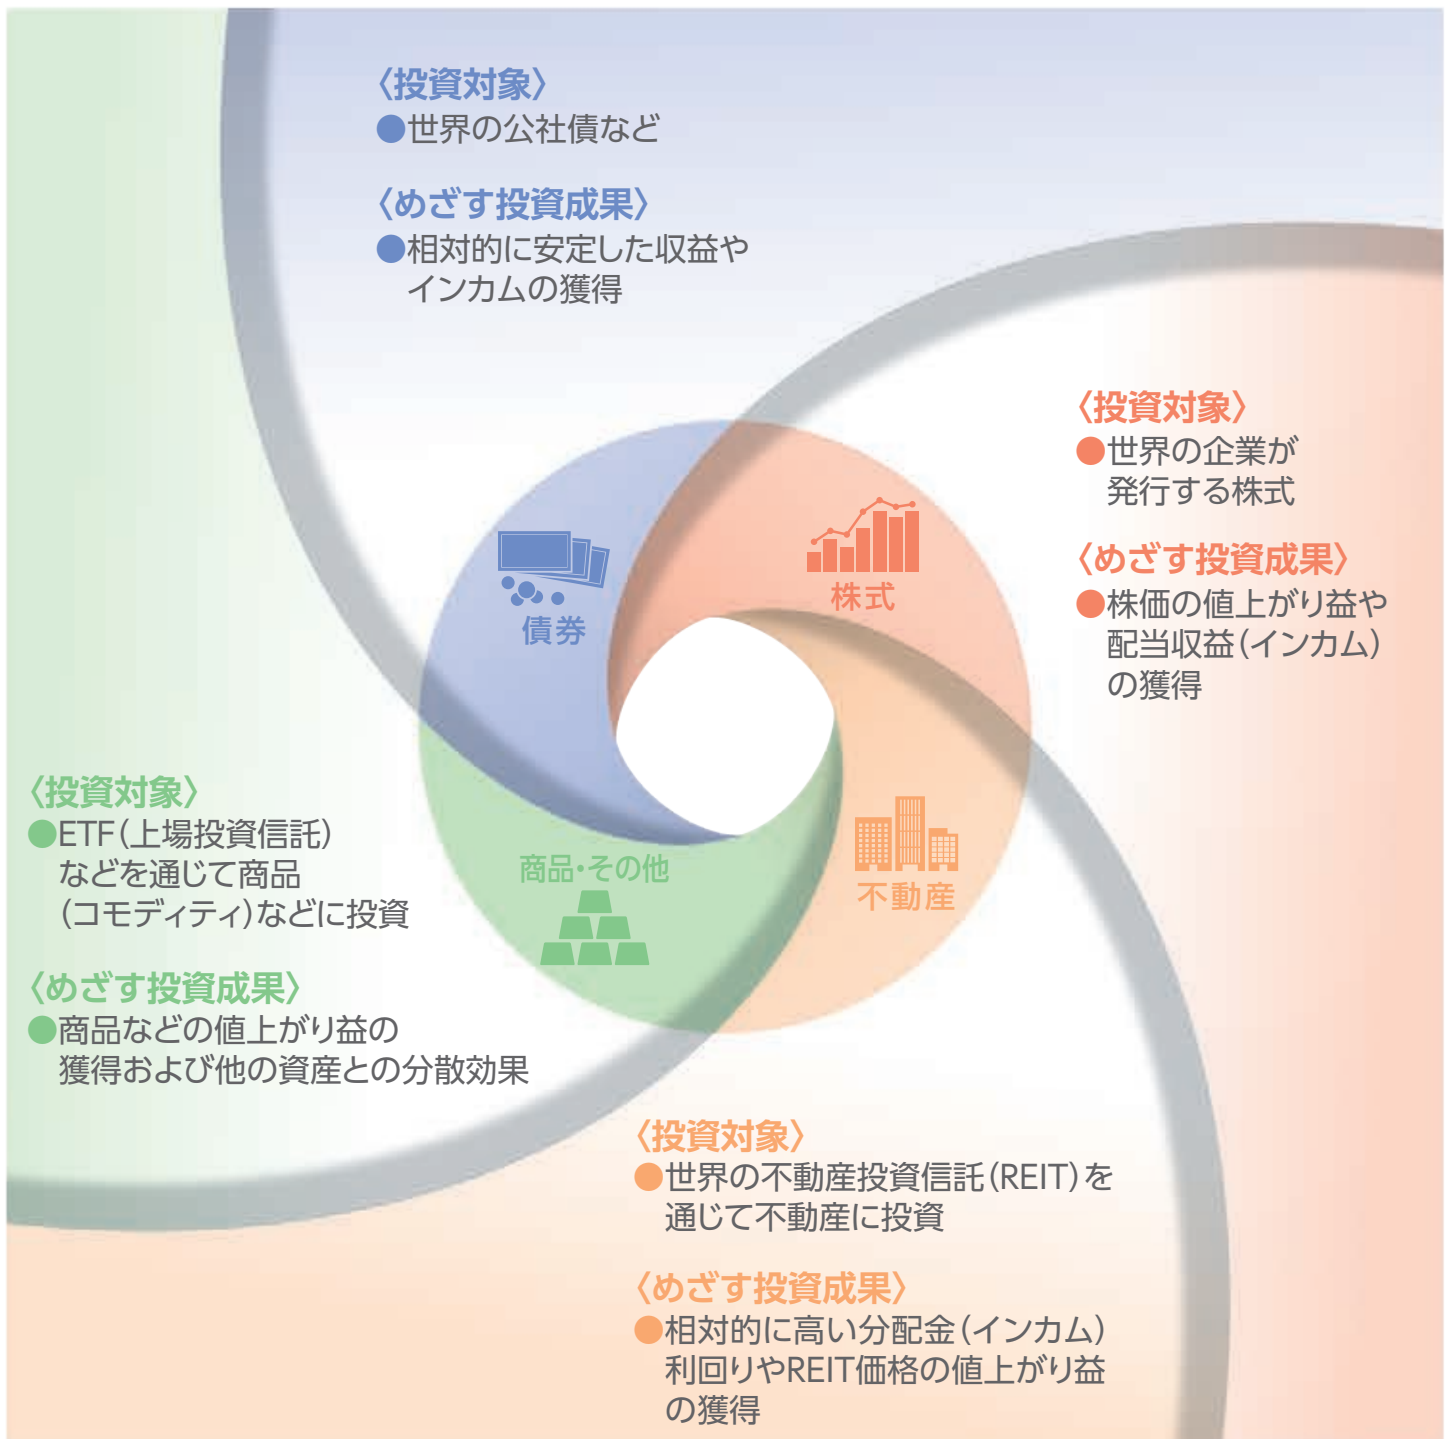 〈投資対象〉
●世界の公社債など
〈めざす投資成果〉
●相対的に安定した収益や
インカムの獲得
〈投資対象〉
●世界の企業が
発行する株式
〈めざす投資成果〉
●株価の値上がり益や
配当収益(インカム)
の獲得
債券
株式
商品・その他
不動産
〈投資対象〉
●ETF(上場投資信託)
などを通じて商品
(コモディティ)などに投資
〈めざす投資成果〉
●商品などの値上がり益の
獲得および他の資産との分散効果
〈投資対象〉
●世界の不動産投資信託(REIT)を
通じて不動産に投資
〈めざす投資成果〉
●相対的に高い分配金(インカム)
利回りやREIT価格の値上がり益
の獲得